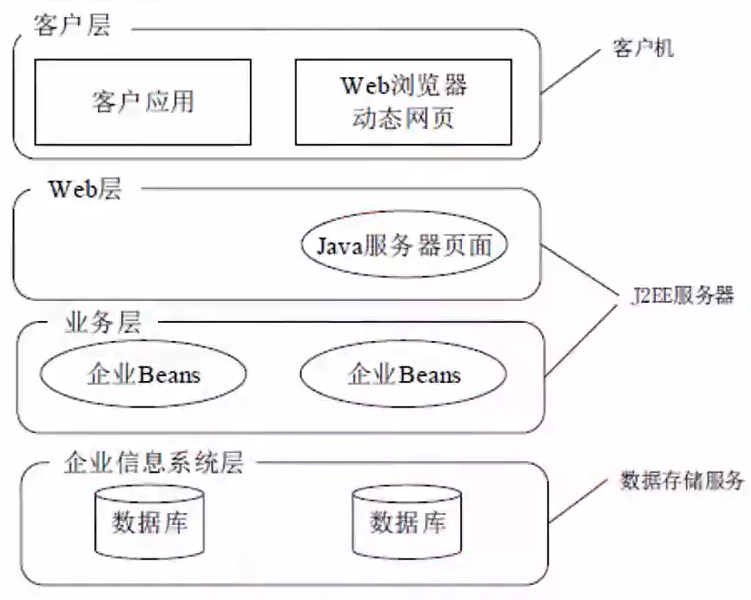 客户层
客户机
客户应用
Web浏览器
动态网页
Web层
Java服务器页面
J2EE服务器
业务层
企业Beans
企业Beans
企业信息系统层
数据存储服务
数据库
数据库